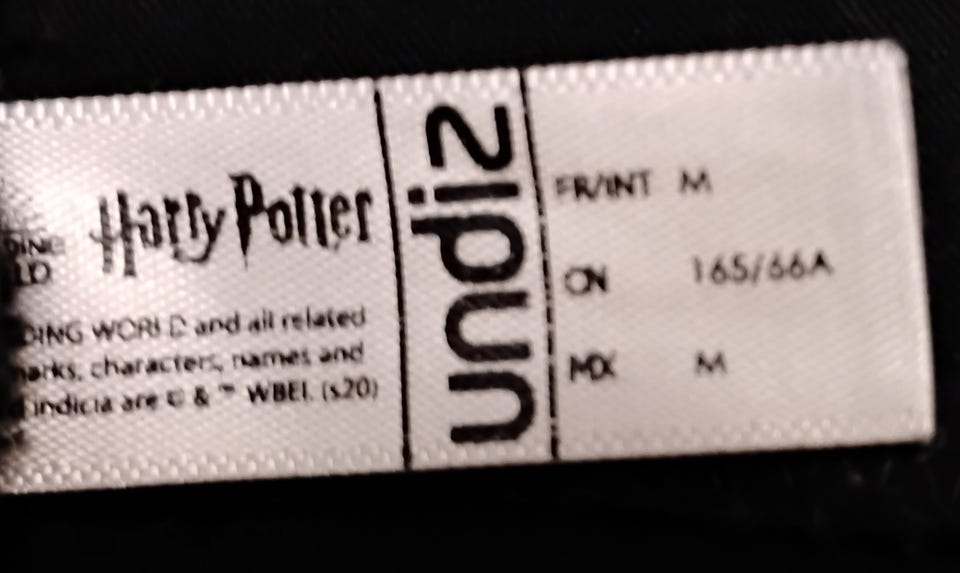 Harry Potter
WORLD and all related
characters, names and
indicia are © & ™ WBEI. (s20)
undiz
FR/INT M
CN 165/66A
MX M